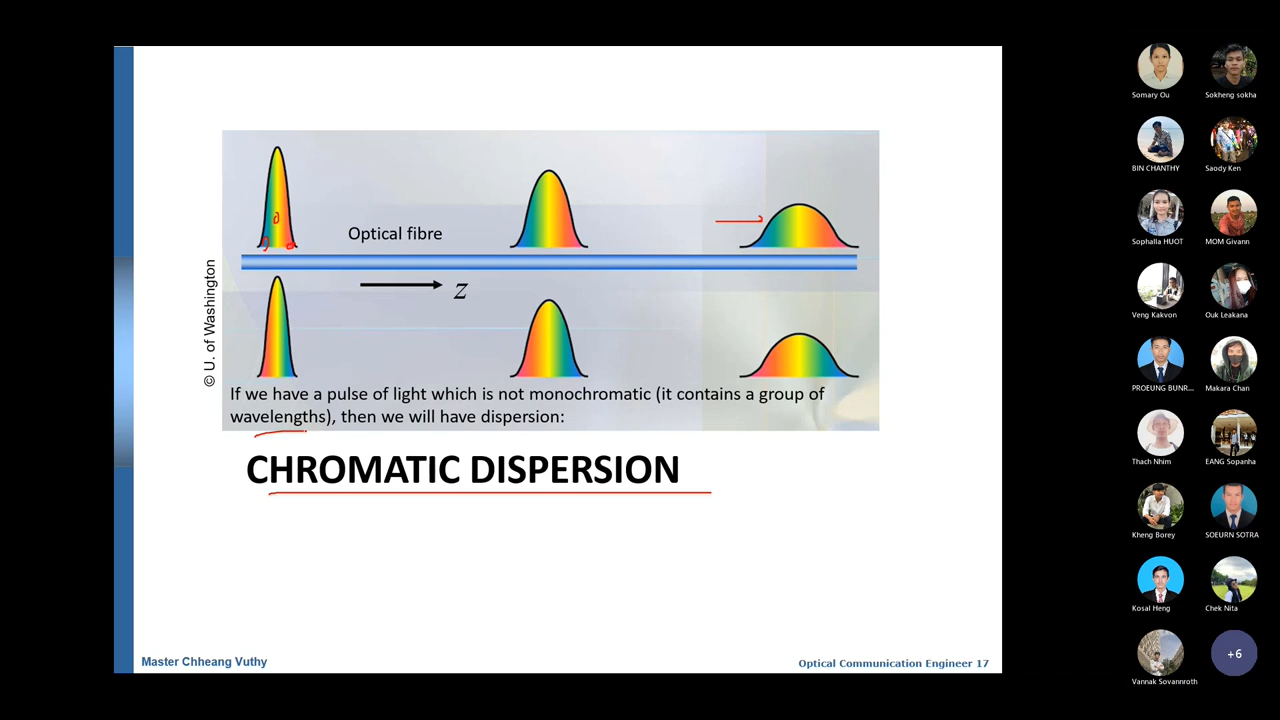 Optical fibre
z
© U. of Washington
If we have a pulse of light which is not monochromatic (it contains a group of
wavelengths), then we will have dispersion:
CHROMATIC DISPERSION
Master Chheang Vuthy
Optical Communication Engineer 17
Somary Ou
Sokheng sokha
BIN CHANTHY
Saody Ken
Sophalla HUOT
MOM Givann
Veng Kakvon
Ouk Leakana
PROEUNG BUNR...
Makara Chan
Thach Nhim
EANG Sopanha
Kheng Borey
SOEURN SOTRA
Kosal Heng
Chek Nita
Vannak Sovannroth
+6